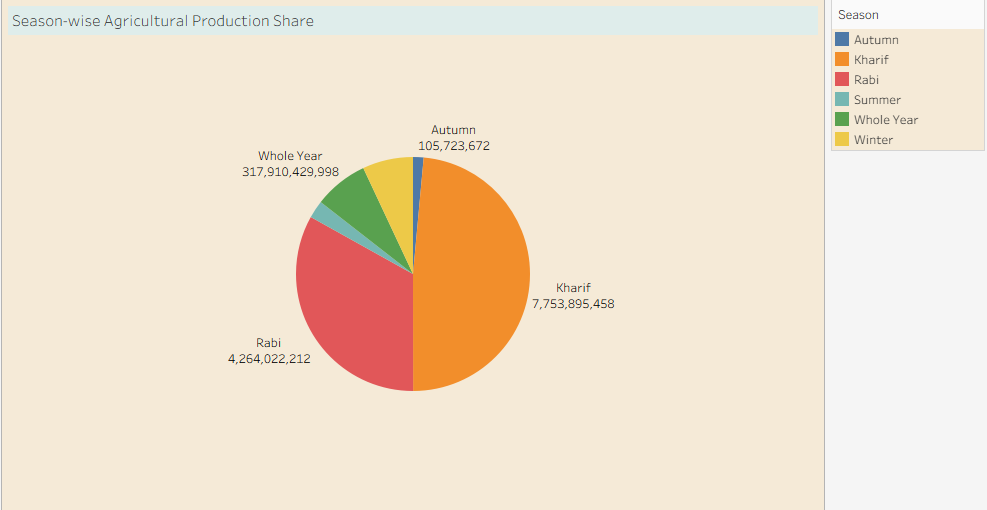 Season-wise Agricultural Production Share
Season
Autumn
Kharif
Rabi
Summer
Whole Year
Winter
Autumn
105,723,672
Whole Year
317,910,429,998
Kharif
7,753,895,458
Rabi
4,264,022,212